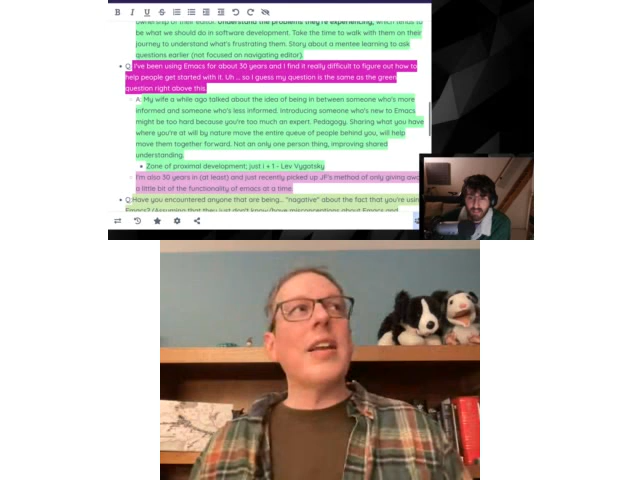 ownership of their editor. Understand the problems they're experiencing, which tends to
be what we should do in software development. Take the time to walk with them on their
journey to understand what's frustrating them. Story about a mentee learning to ask
questions earlier (not focused on navigating editor).
Q: I've been using Emacs for about 30 years and I find it really difficult to figure out how to
help people get started with it. Uh ... so I guess my question is the same as the green
question right above this.
A: My wife a while ago talked about the idea of being in between someone who's more
informed and someone who's less informed. Introducing someone who's new to Emacs
might be too hard because you're too much an expert. Pedagogy. Sharing what you have
where you're at will by nature move the entire queue of people behind you, will help
move them together forward. Not an only one person thing, improving shared
understanding.
Zone of proximal development; just i + 1 - Lev Vygotsky
I'm also 30 years in (at least) and just recently picked up JF's method of only giving away
a little bit of the functionality of emacs at a time.
Q: Have you encountered anyone that are being... "nagative" about the fact that you're using
Emacs? (Assuming that they just don't know/have misconceptions about Emacs and